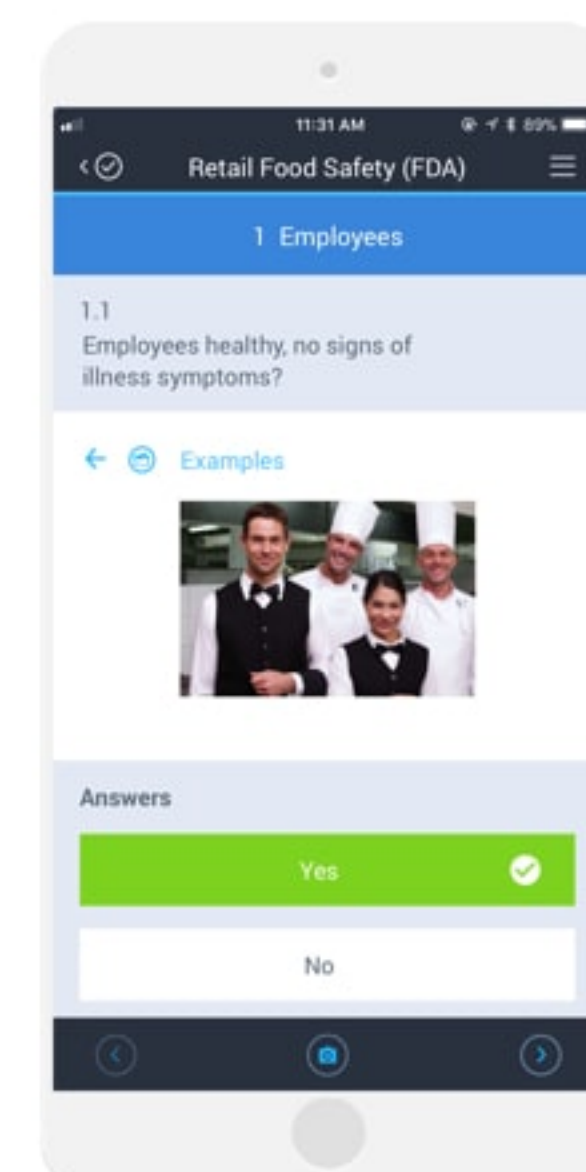 11:31 AM
89%
Retail Food Safety (FDA)
1 Employees
1.1
Employees healthy, no signs of
illness symptoms?
Examples
Answers
Yes
No